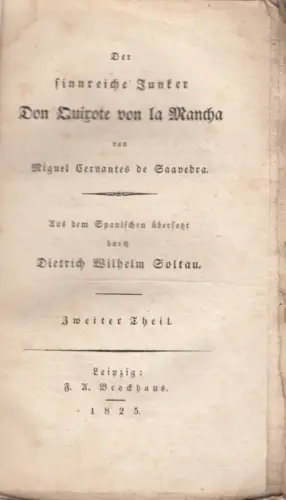 Der
sinnreiche Junker
Don Quixote von la Mancha
von
Miguel Cervantes de Saavedra.
Aus dem Spanischen übersetzt
durch
Dietrich Wilhelm Soltau.
Zweiter Theil.
Leipzig:
F. A. Brockhaus.
1825.